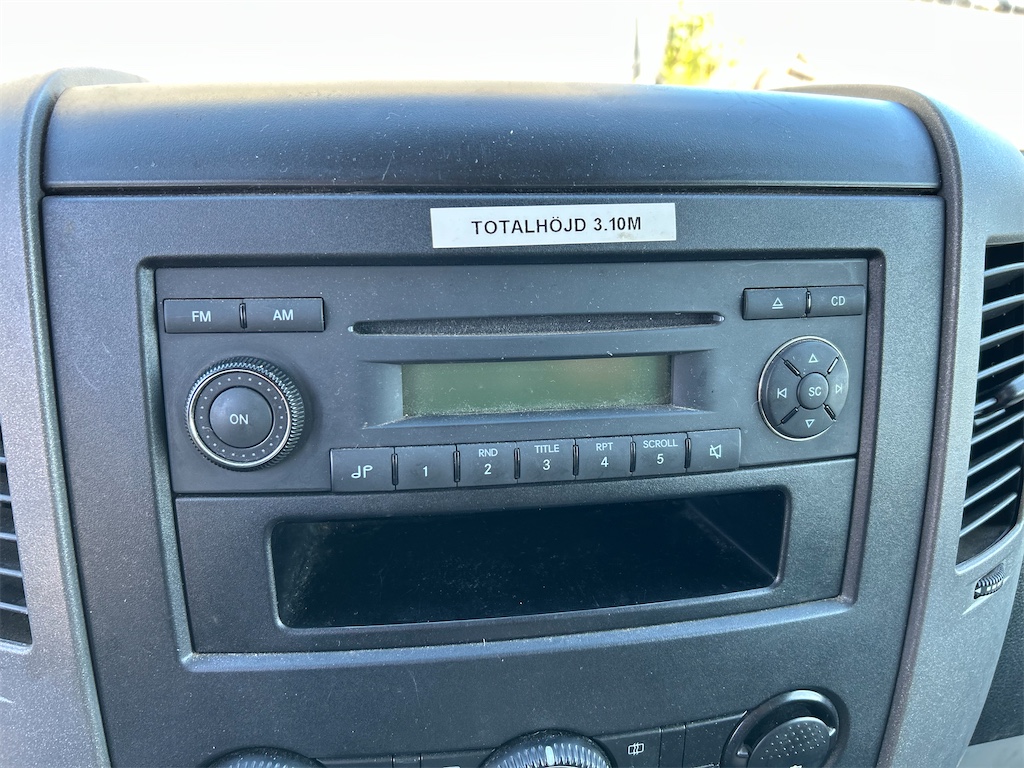 TOTALHÖJD 3.10M
FM AM CD
ON
SC
RND TITLE RPT SCROLL
1 2 3 4 5